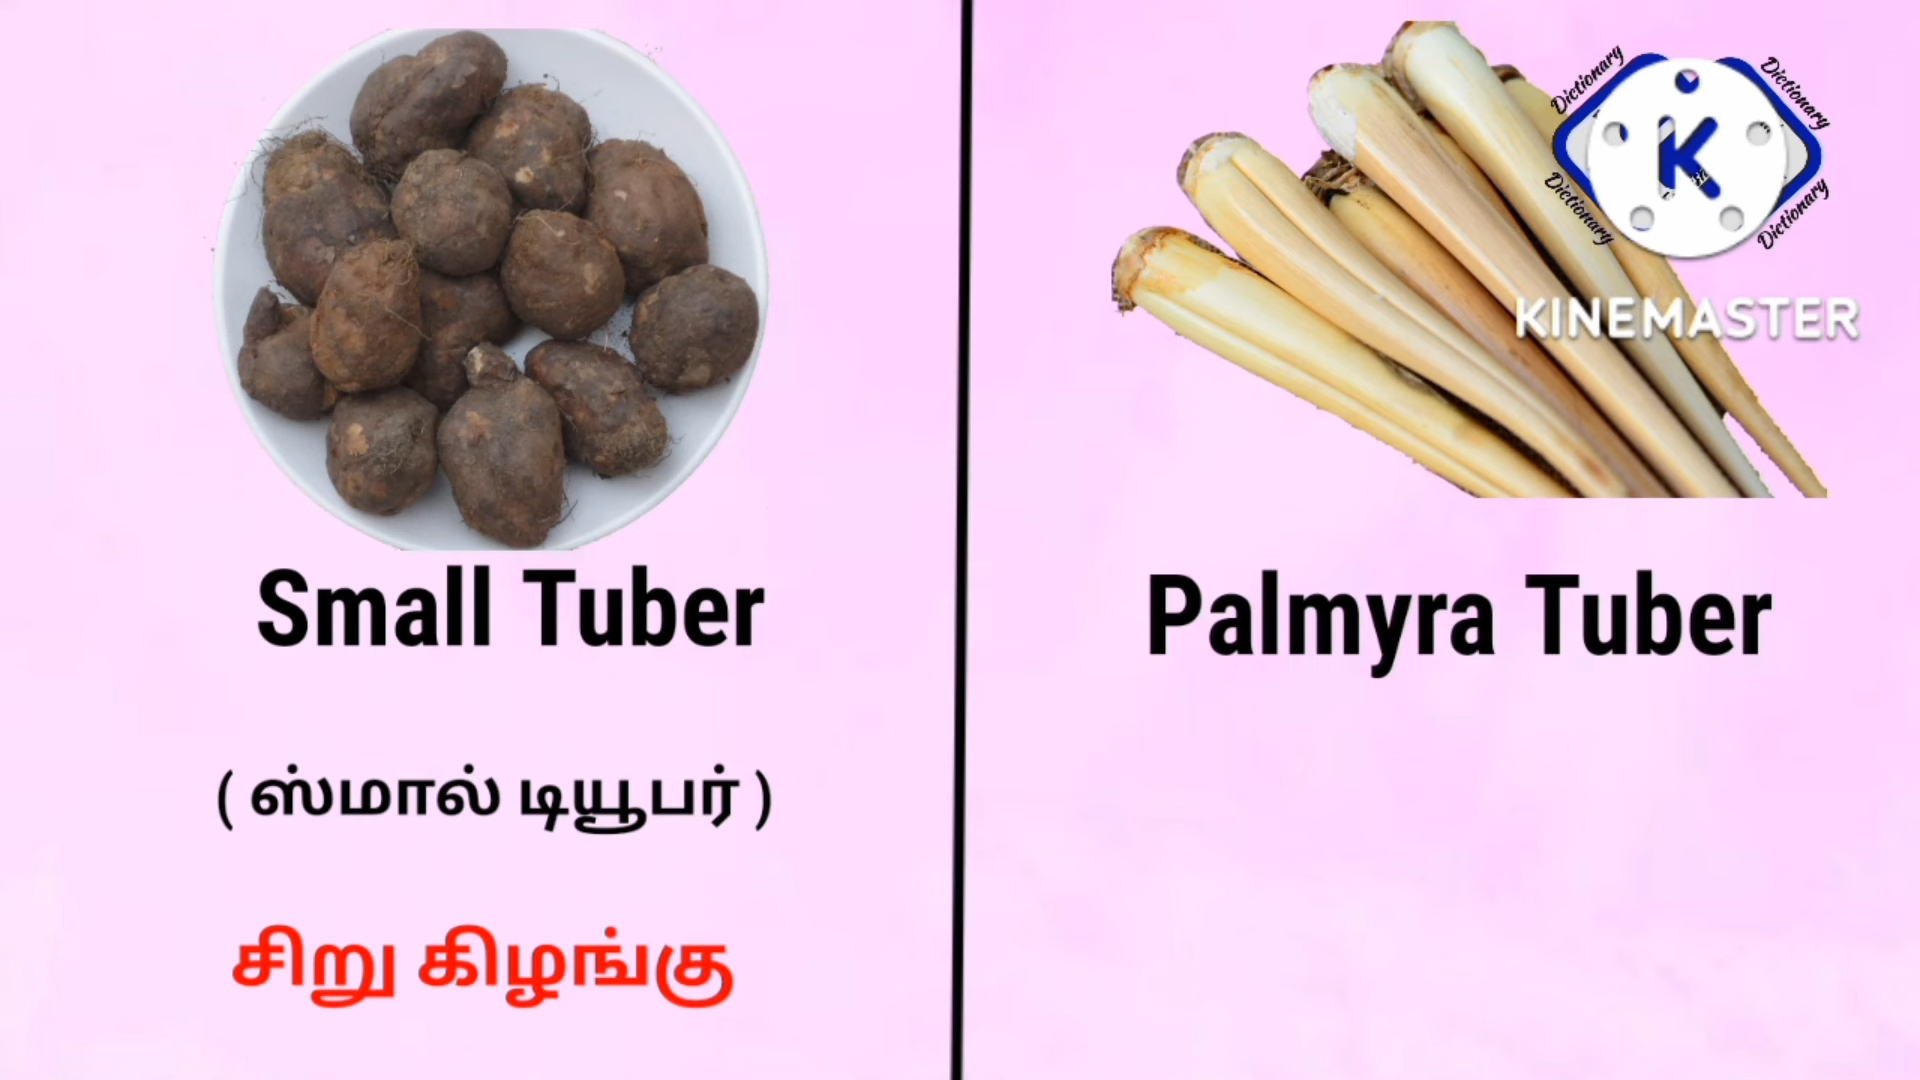 Small Tuber
( ஸ்மால் டியூபர் )
சிறு கிழங்கு
Dictionary
Dictionary
Dictionary
Dictionary
K
KINEMASTER
Palmyra Tuber